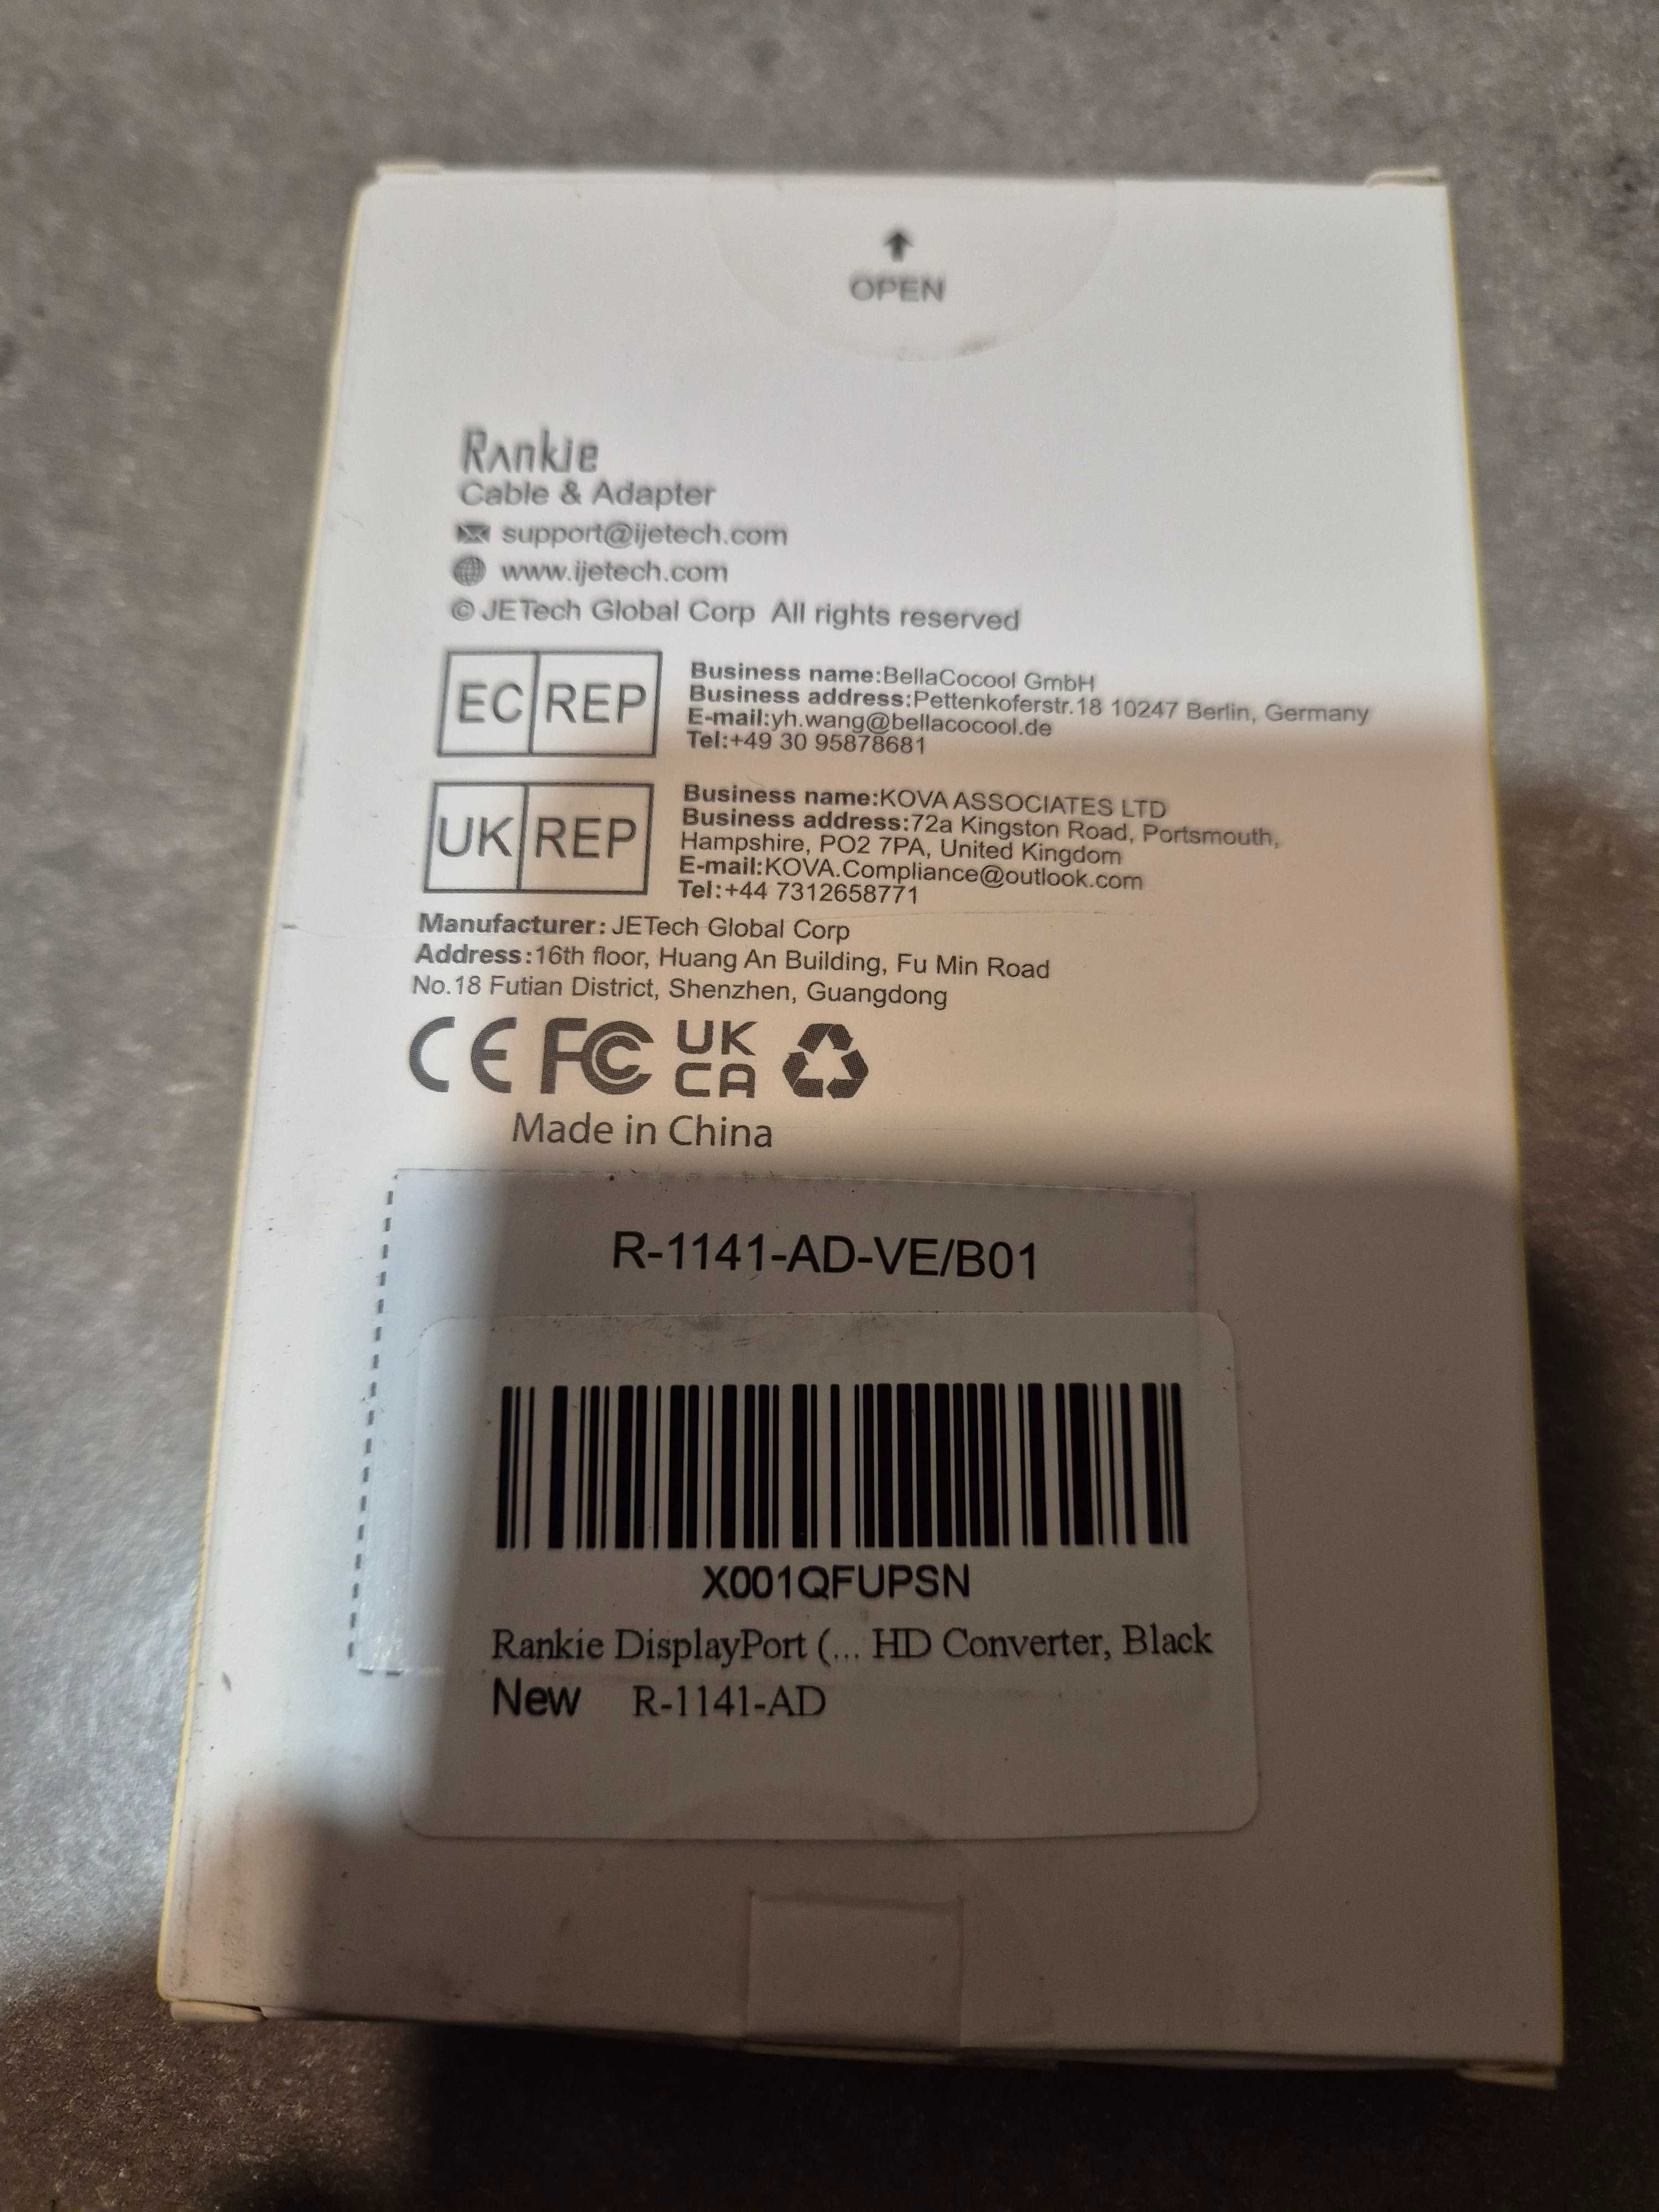 OPEN
Rankie
Cable & Adapter
support@ijetech.com
www.ijetech.com
© JETech Global Corp All rights reserved
EC REP
Business name:BellaCocool GmbH
Business address:Pettenkoferstr.18 10247 Berlin, Germany
E-mail:yh.wang@bellacocool.de
Tel:+49 30 95878681
UK REP
Business name:KOVA ASSOCIATES LTD
Business address:72a Kingston Road, Portsmouth,
Hampshire, PO2 7PA, United Kingdom
E-mail:KOVA.Compliance@outlook.com
Tel:+44 7312658771
Manufacturer: JETech Global Corp
Address:16th floor, Huang An Building, Fu Min Road
No.18 Futian District, Shenzhen, Guangdong
CE FC UK
CA
Made in China
R-1141-AD-VE/B01
X001QFUPSN
Rankie DisplayPort (... HD Converter, Black
New R-1141-AD